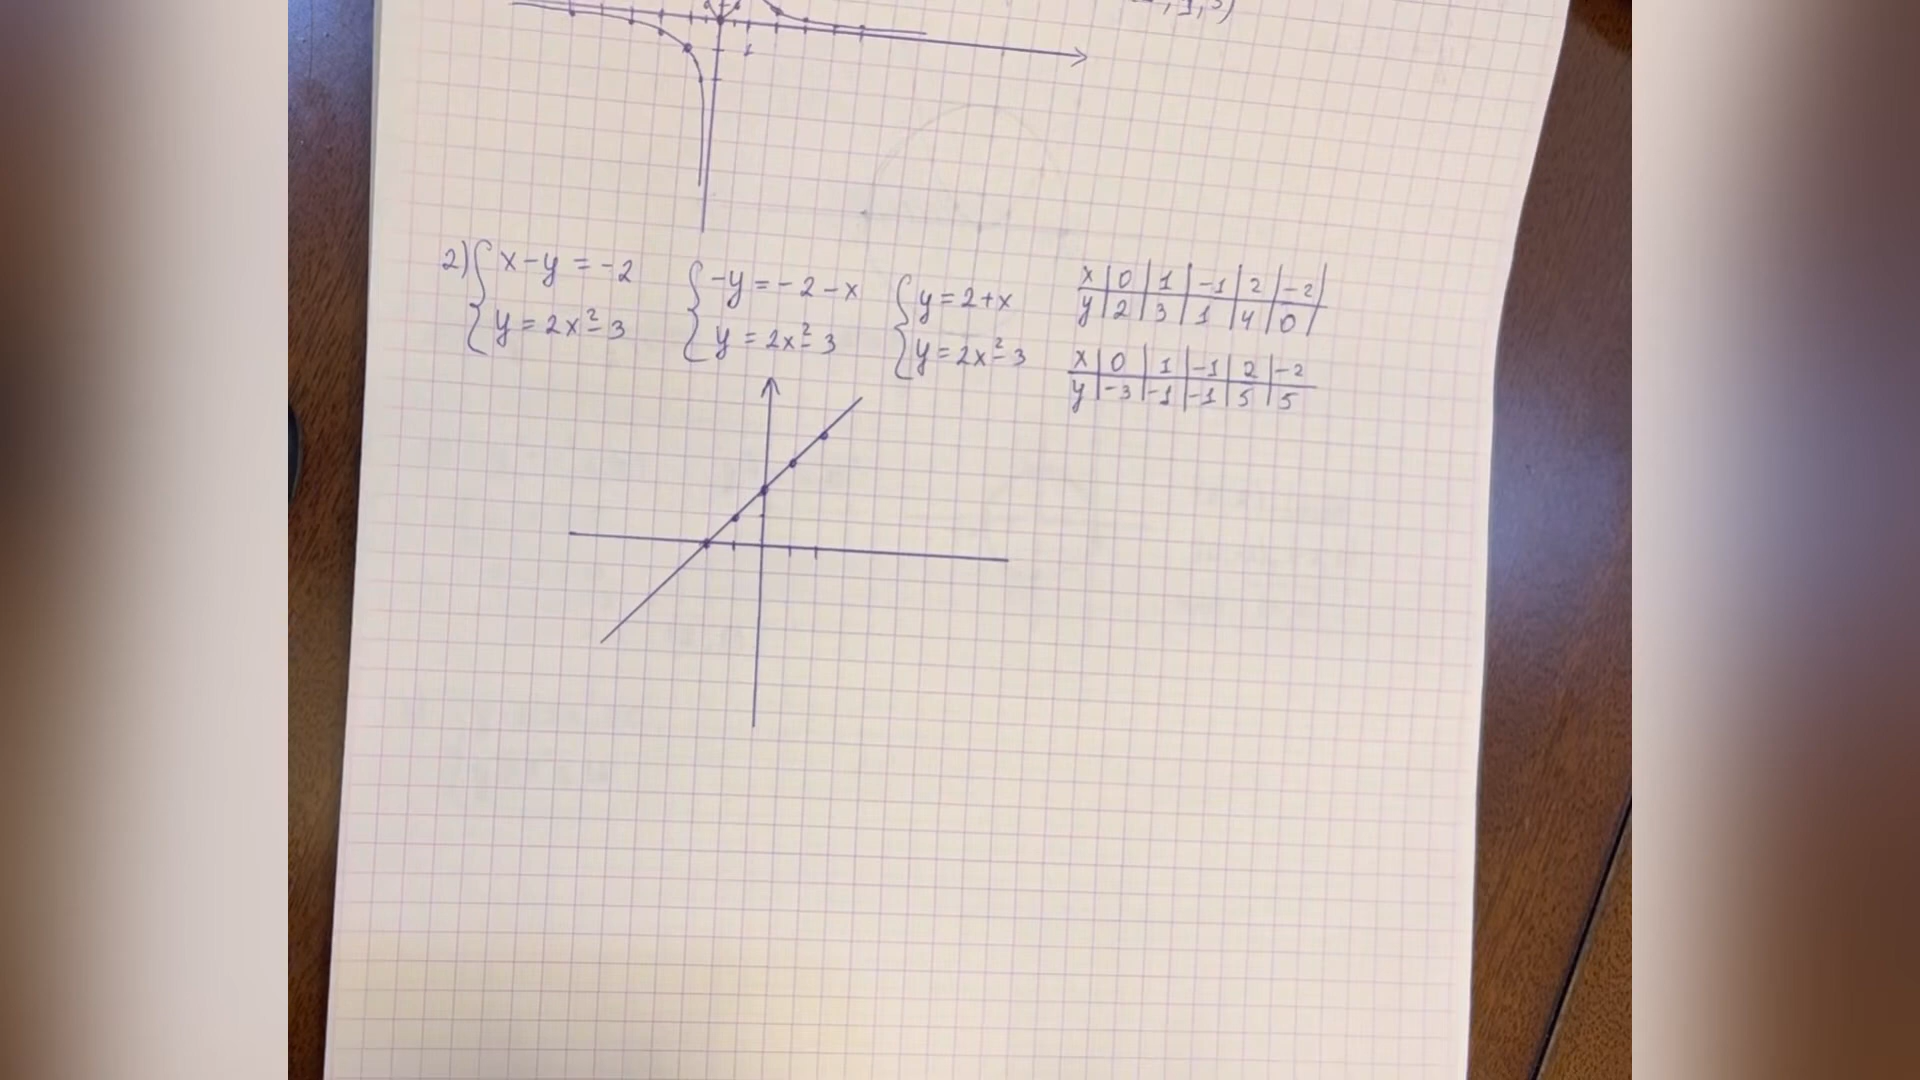 1
2) { x - y = -2 { -y = -2 - x { y = 2 + x
{ y = 2x² - 3 { y = 2x² - 3 { y = 2x² - 3
x | 0 | 1 | -1 | 2 | -2 |
y | 2 | 3 | 1 | 4 | 0 |
x | 0 | 1 | -1 | 2 | -2
y | -3 | -1 | -1 | 5 | 5